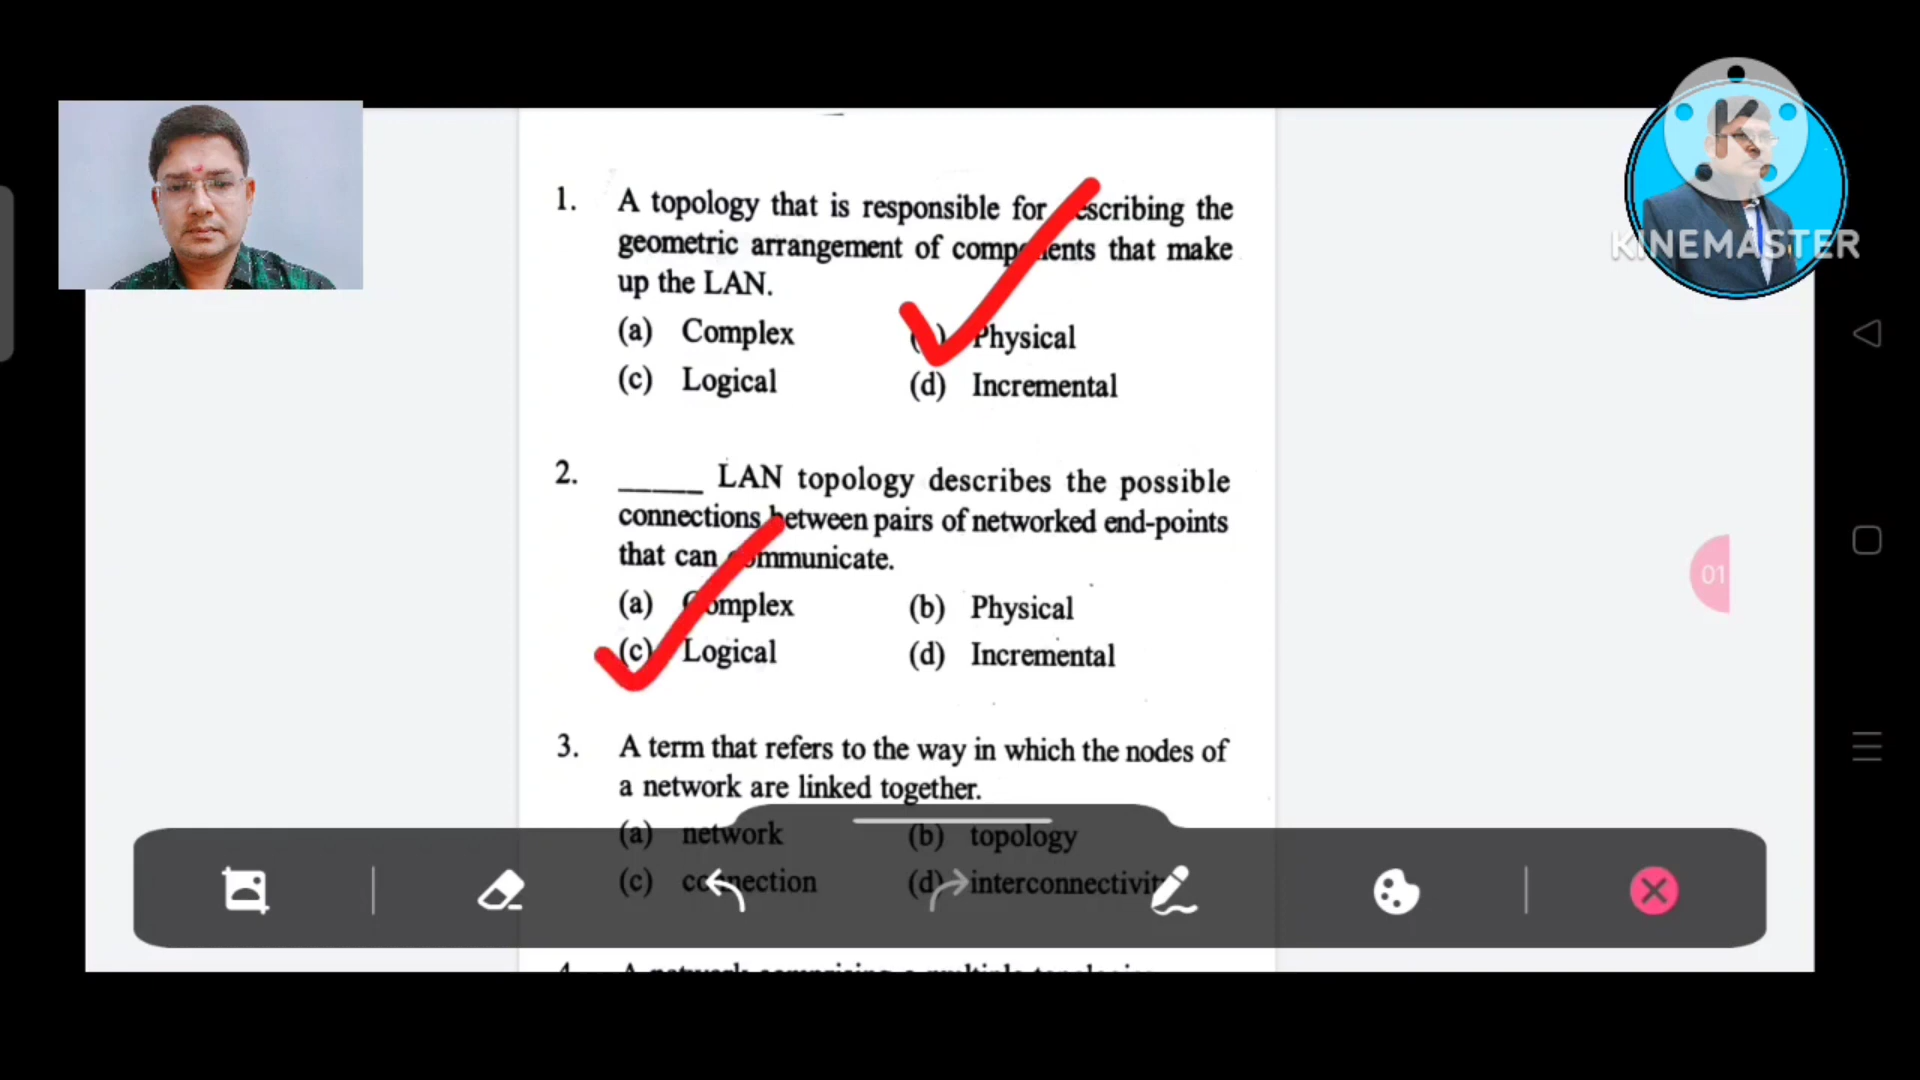 KINEMASTER
1. A topology that is responsible for describing the
geometric arrangement of components that make
up the LAN.
(a) Complex Physical
(c) Logical (d) Incremental
2. _____ LAN topology describes the possible
connections between pairs of networked end-points
that can communicate.
(a) Complex (b) Physical
(c) Logical (d) Incremental
01
3. A term that refers to the way in which the nodes of
a network are linked together.
(a) network (b) topology
(c) connection (d) interconnectivity